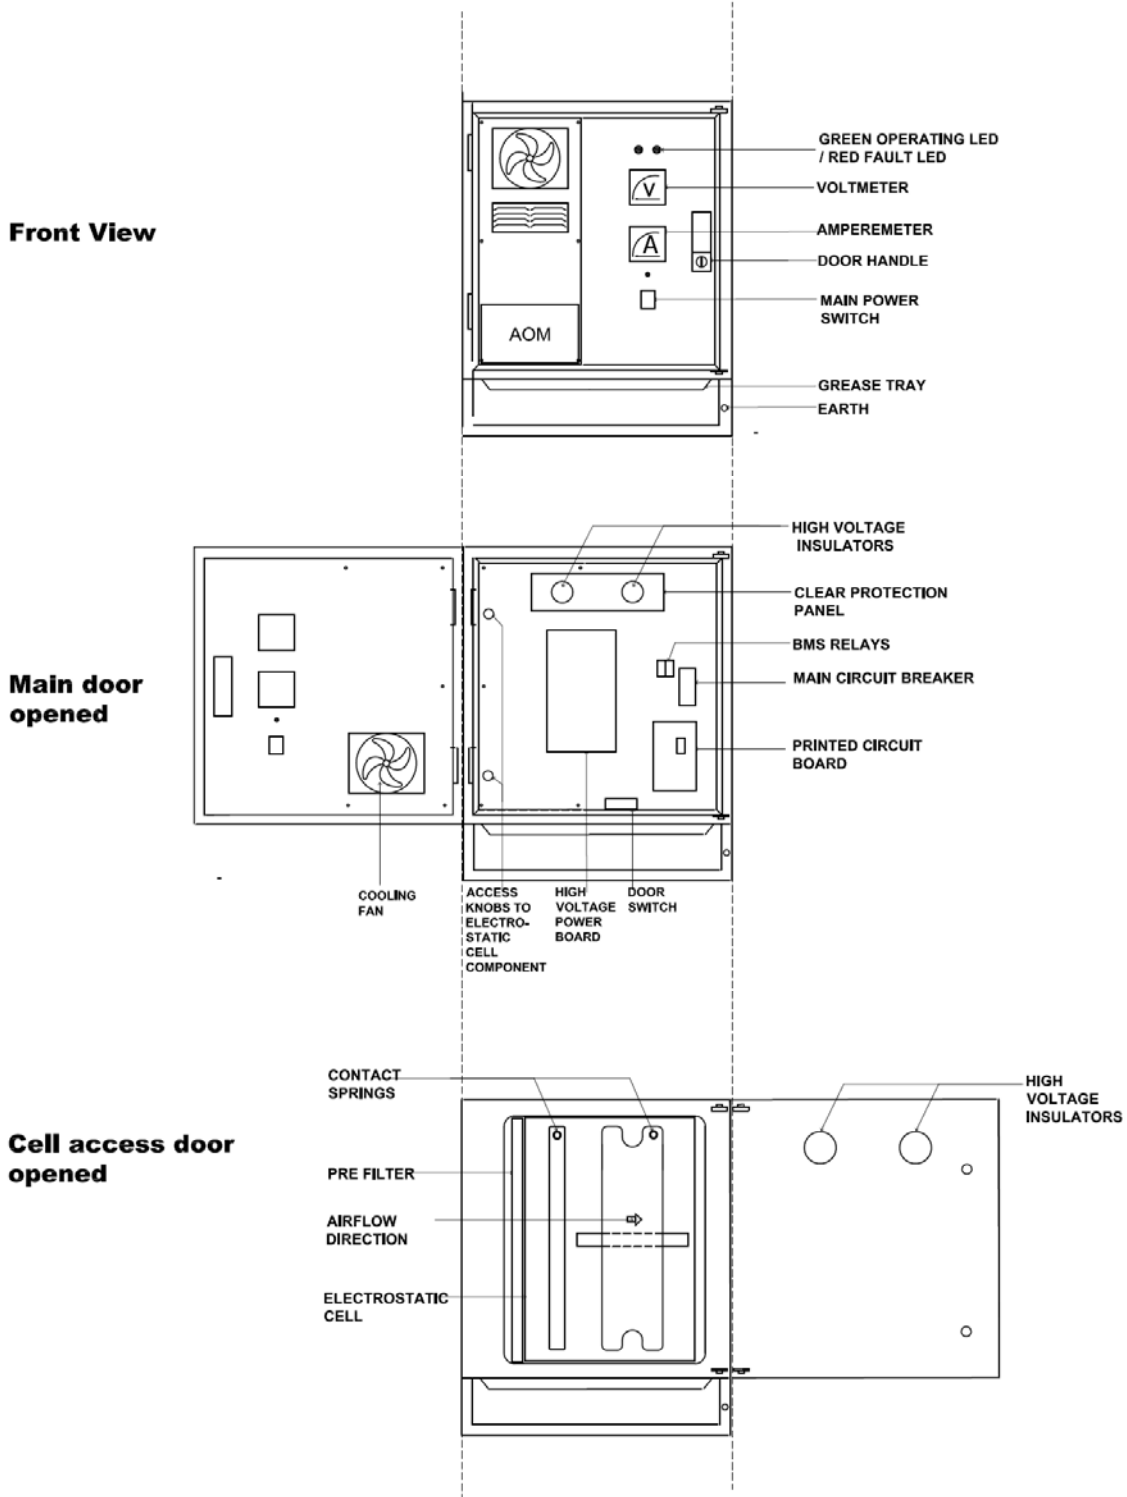 Front View
GREEN OPERATING LED
/ RED FAULT LED
V
VOLTMETER
A
AMPEREMETER
DOOR HANDLE
MAIN POWER
SWITCH
AOM
GREASE TRAY
EARTH
Main door
opened
HIGH VOLTAGE
INSULATORS
CLEAR PROTECTION
PANEL
BMS RELAYS
MAIN CIRCUIT BREAKER
PRINTED CIRCUIT
BOARD
COOLING
FAN
ACCESS
KNOBS TO
ELECTRO-
STATIC
CELL
COMPONENT
HIGH
VOLTAGE
POWER
BOARD
DOOR
SWITCH
Cell access door
opened
CONTACT
SPRINGS
PRE FILTER
AIRFLOW
DIRECTION
ELECTROSTATIC
CELL
HIGH
VOLTAGE
INSULATORS